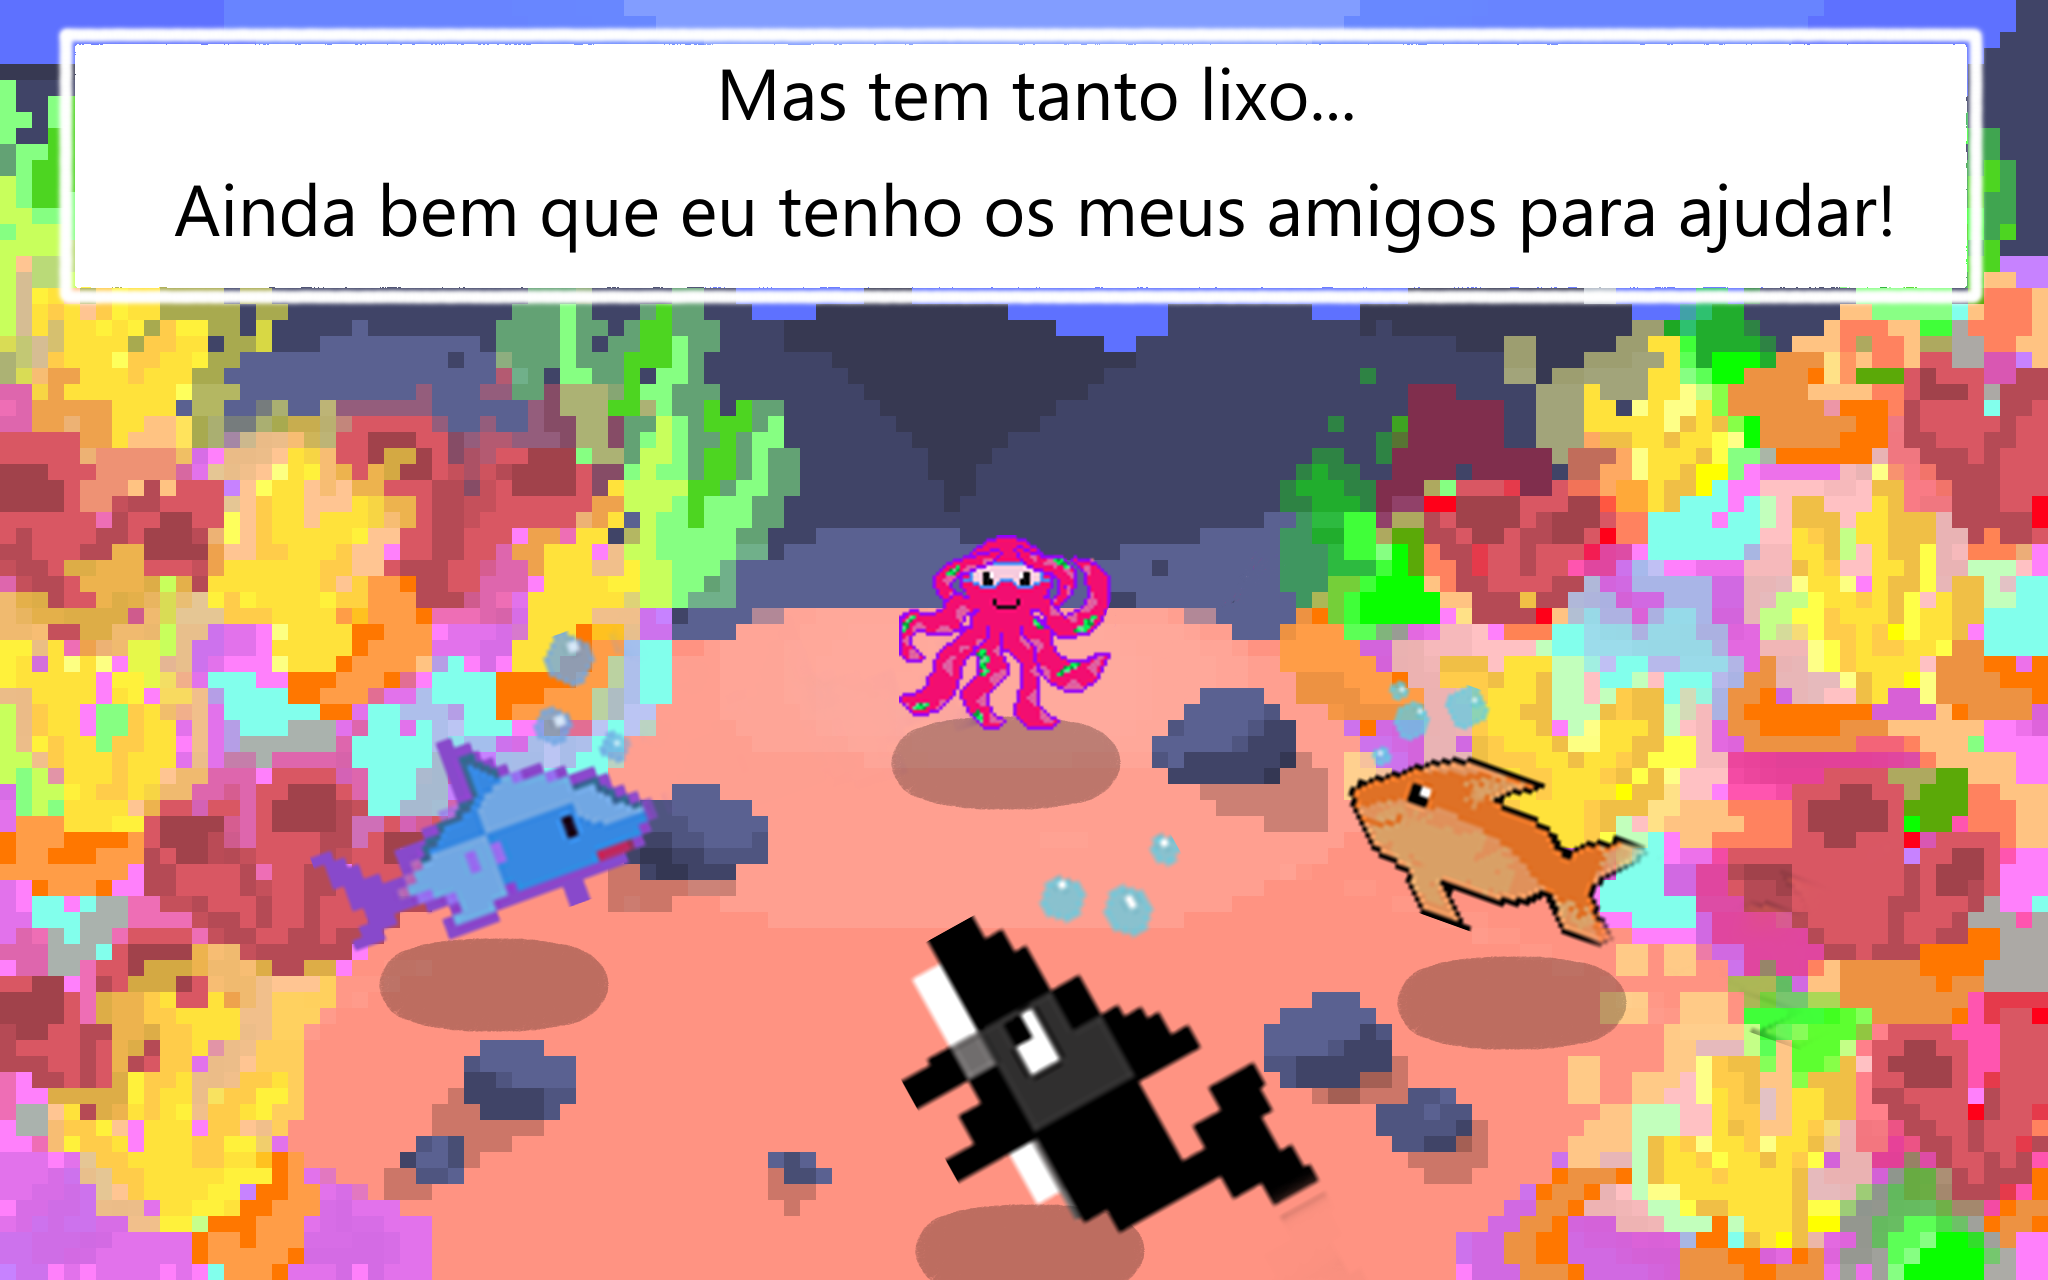 Mas tem tanto lixo...
Ainda bem que eu tenho os meus amigos para ajudar!